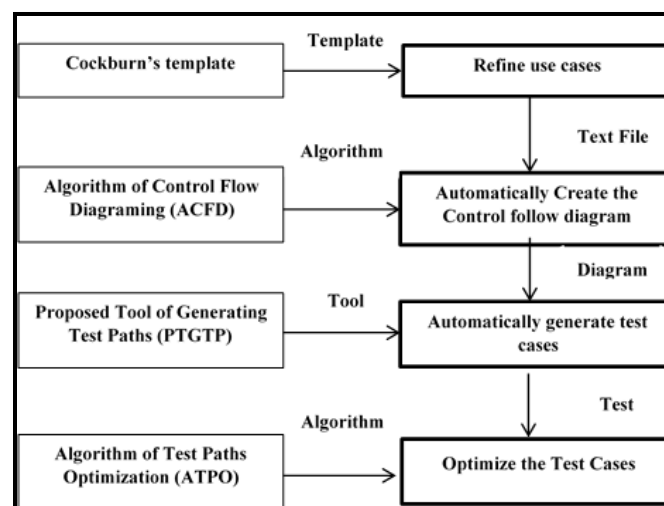 Template
Cockburn's template
Refine use cases
Text File
Algorithm
Algorithm of Control Flow
Diagraming (ACFD)
Automatically Create the
Control follow diagram
Diagram
Tool
Proposed Tool of Generating
Test Paths (PTGTP)
Automatically generate test
cases
Test
Algorithm
Algorithm of Test Paths
Optimization (ATPO)
Optimize the Test Cases